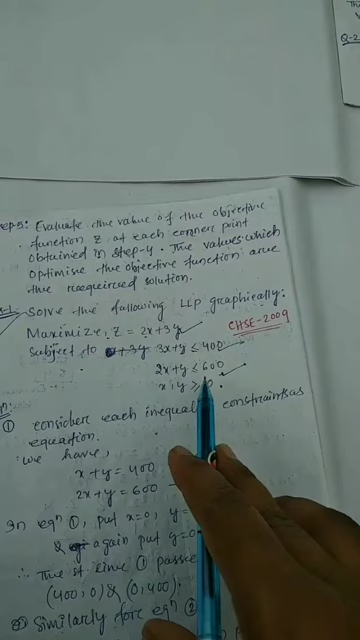 Step-5: Evaluate the value of the objective
function Z at each corner point
obtained in step-4. The values which
optimise the objective function are
the required solution.
Solve the following LLP graphically:
Maximize, Z = 2x+3y
CHSE-2009
subject to x+y ≤ 400
2x+y ≤ 600
x, y ≥ 0.
① consider each inequality constraints as
equation.
We have,
x+y = 400
2x+y = 600
In eqn ①, put x=0, y =
& again put y=0
∴ The st. line ① passes
(400, 0) & (0, 400).
② Similarly for eqn ②
Q-2